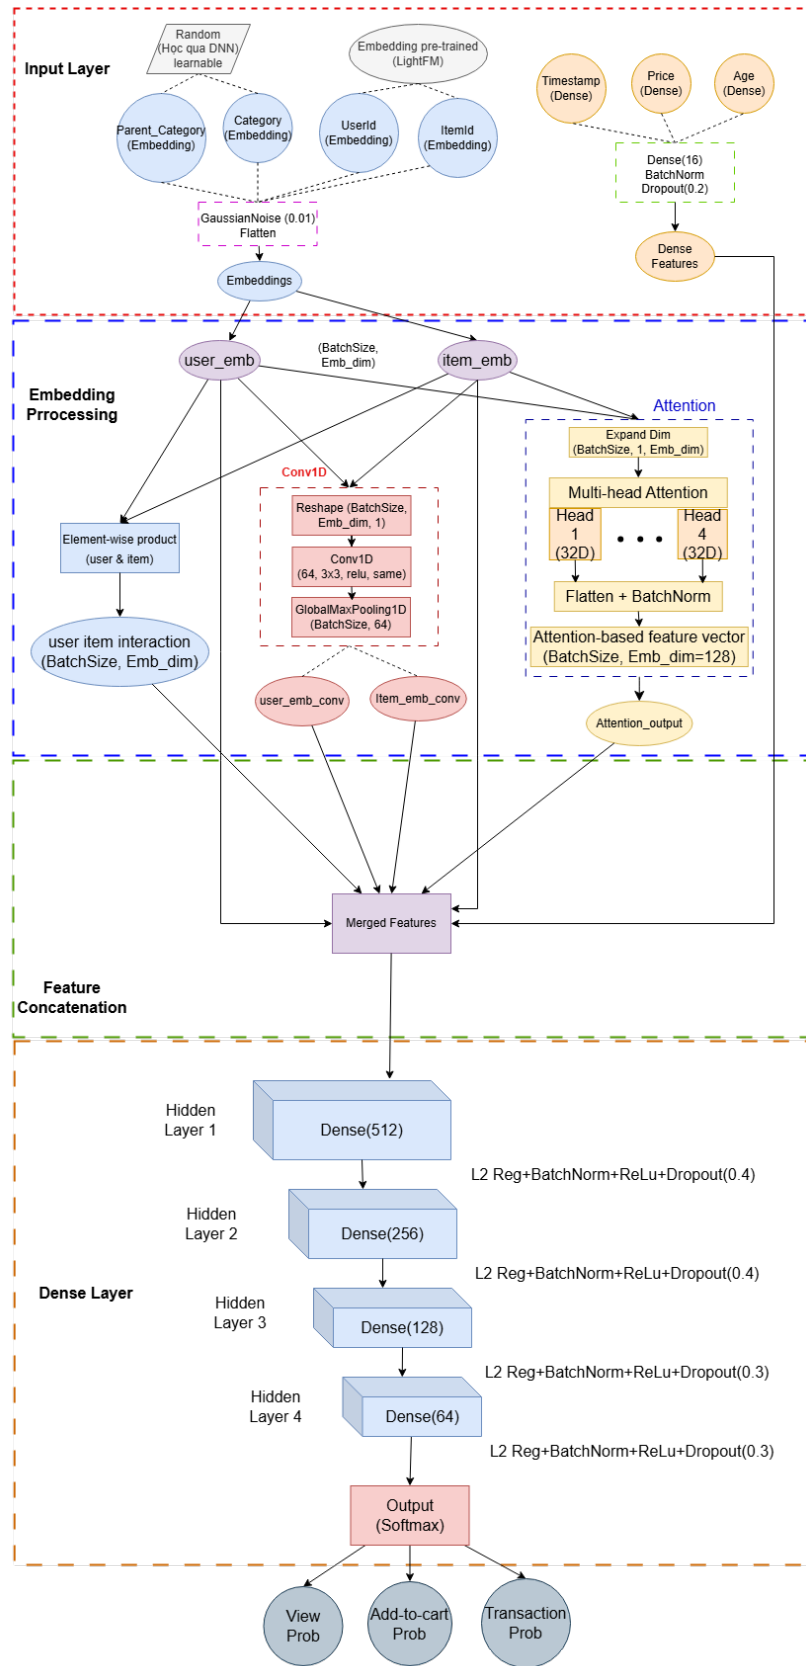 Input Layer
Random
(Học qua DNN)
learnable
Embedding pre-trained
(LightFM)
Parent_Category
(Embedding)
Category
(Embedding)
UserId
(Embedding)
ItemId
(Embedding)
Timestamp
(Dense)
Price
(Dense)
Age
(Dense)
GaussianNoise (0.01)
Flatten
Dense(16)
BatchNorm
Dropout(0.2)
Embeddings
Dense
Features
Embedding
Prrocessing
user_emb
(BatchSize,
Emb_dim)
item_emb
Attention
Conv1D
Element-wise product
(user & item)
user item interaction
(BatchSize, Emb_dim)
Reshape (BatchSize,
Emb_dim, 1)
Conv1D
(64, 3x3, relu, same)
GlobalMaxPooling1D
(BatchSize, 64)
user_emb_conv
Item_emb_conv
Expand Dim
(BatchSize, 1, Emb_dim)
Multi-head Attention
Head
1
(32D)
• • •
Head
4
(32D)
Flatten + BatchNorm
Attention-based feature vector
(BatchSize, Emb_dim=128)
Attention_output
Feature
Concatenation
Merged Features
Dense Layer
Hidden
Layer 1
Dense(512)
L2 Reg+BatchNorm+ReLu+Dropout(0.4)
Hidden
Layer 2
Dense(256)
L2 Reg+BatchNorm+ReLu+Dropout(0.4)
Hidden
Layer 3
Dense(128)
L2 Reg+BatchNorm+ReLu+Dropout(0.3)
Hidden
Layer 4
Dense(64)
L2 Reg+BatchNorm+ReLu+Dropout(0.3)
Output
(Softmax)
View
Prob
Add-to-cart
Prob
Transaction
Prob